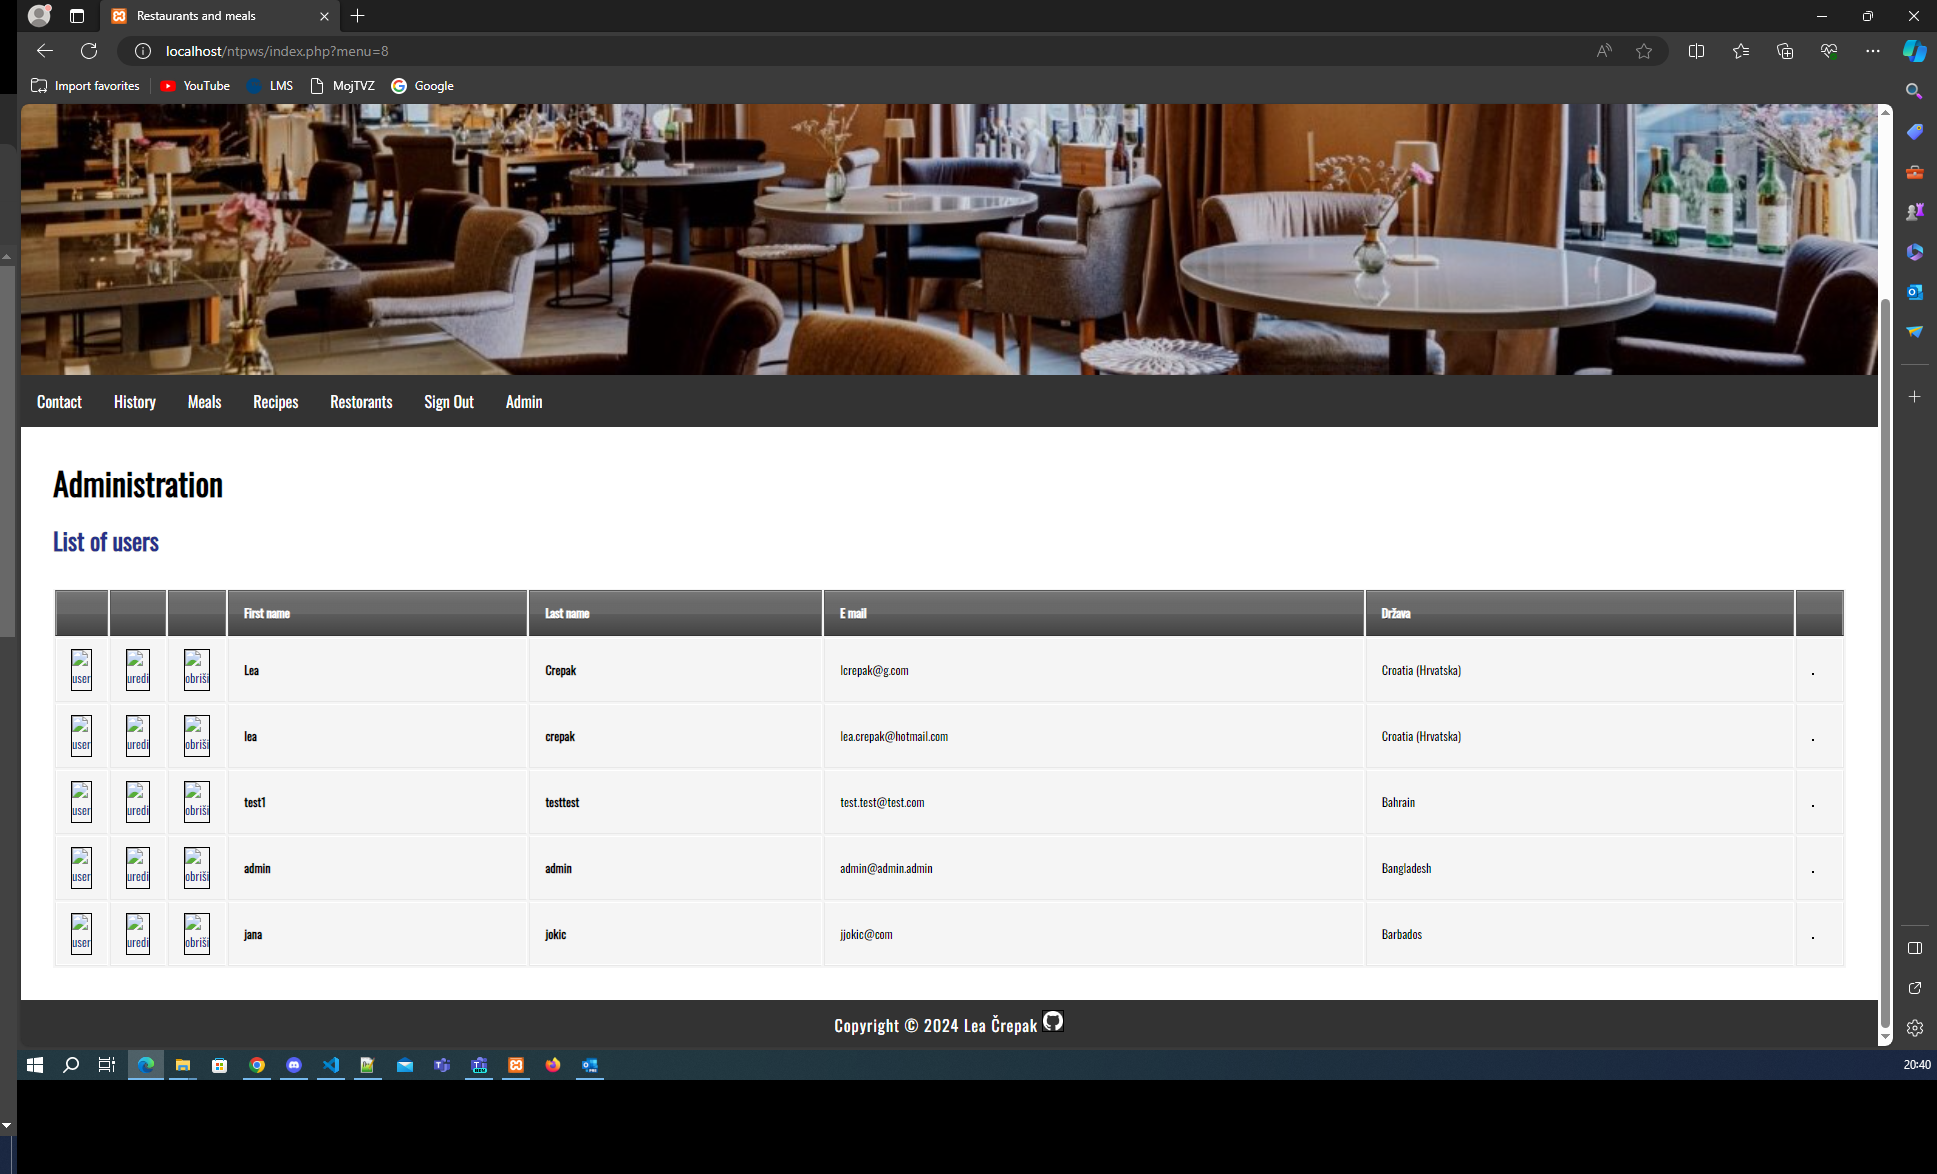 Restaurants and meals
localhost/ntpws/index.php?menu=8
Import favorites YouTube LMS MojTVZ Google
Contact History Meals Recipes Restorants Sign Out Admin
Administration
List of users
First name Last name E mail Država
user uredi obriši Lea Crepak lcrepak@g.com Croatia (Hrvatska) .
user uredi obriši lea crepak lea.crepak@hotmail.com Croatia (Hrvatska) .
user uredi obriši test1 testtest test.test@test.com Bahrain .
user uredi obriši admin admin admin@admin.admin Bangladesh .
user uredi obriši jana jokic jjokic@com Barbados .
Copyright © 2024 Lea Črepak
20:40